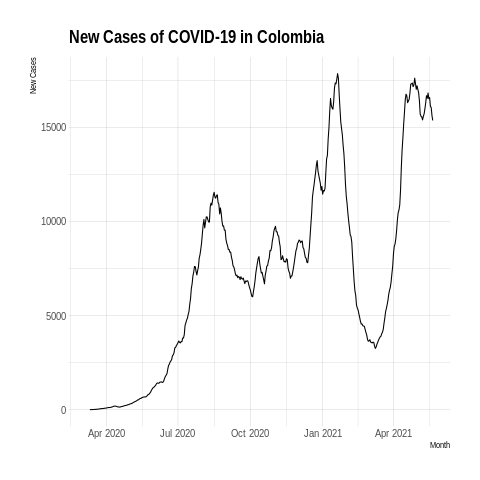 New Cases of COVID-19 in Colombia
New Cases
15000
10000
5000
0
Apr 2020 Jul 2020 Oct 2020 Jan 2021 Apr 2021
Month